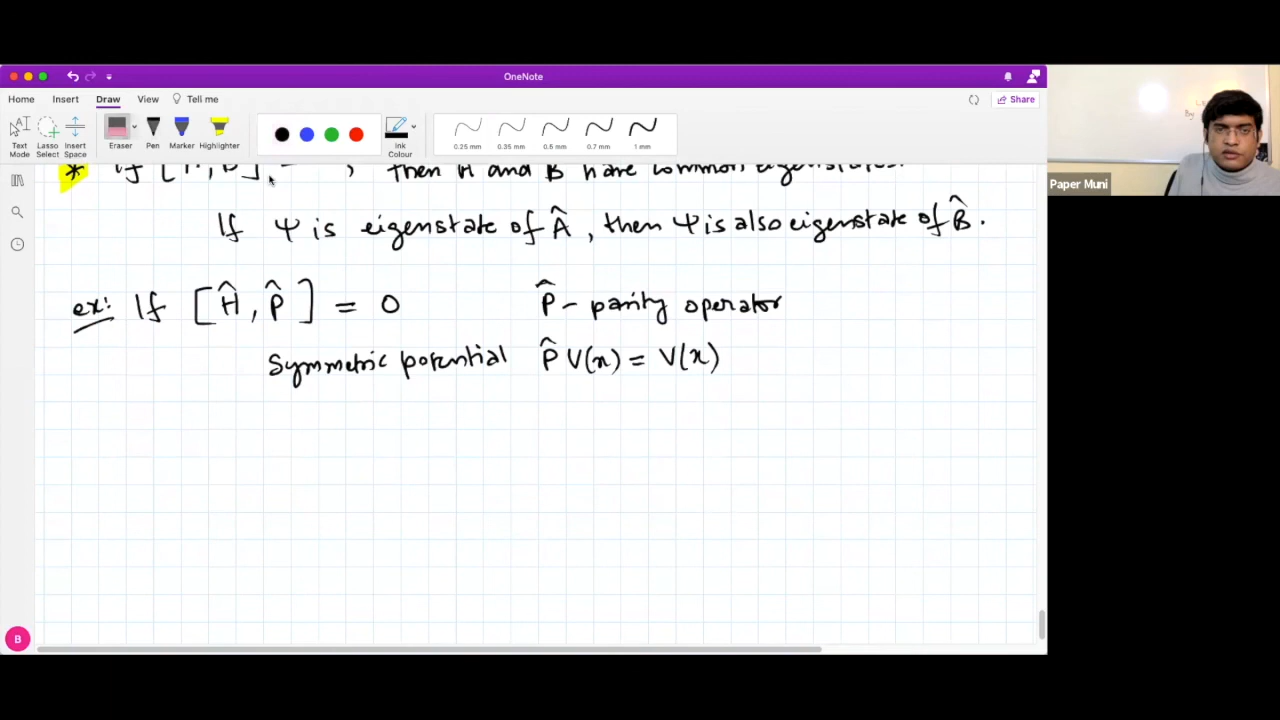 OneNote
Home Insert Draw View Tell me
Share
Text Mode Lasso Select Insert Space Eraser Pen Marker Highlighter Ink Colour 0.25 mm 0.35 mm 0.5 mm 0.7 mm 1 mm
* If [ , B] , then A and B have common eigenstates.
If Ψ is eigenstate of Â, then Ψ is also eigenstate of B̂.
ex: If [Ĥ, P̂] = 0 P̂ - parity operator
Symmetric potential P̂ V(x) = V(x)
B
Paper Muni